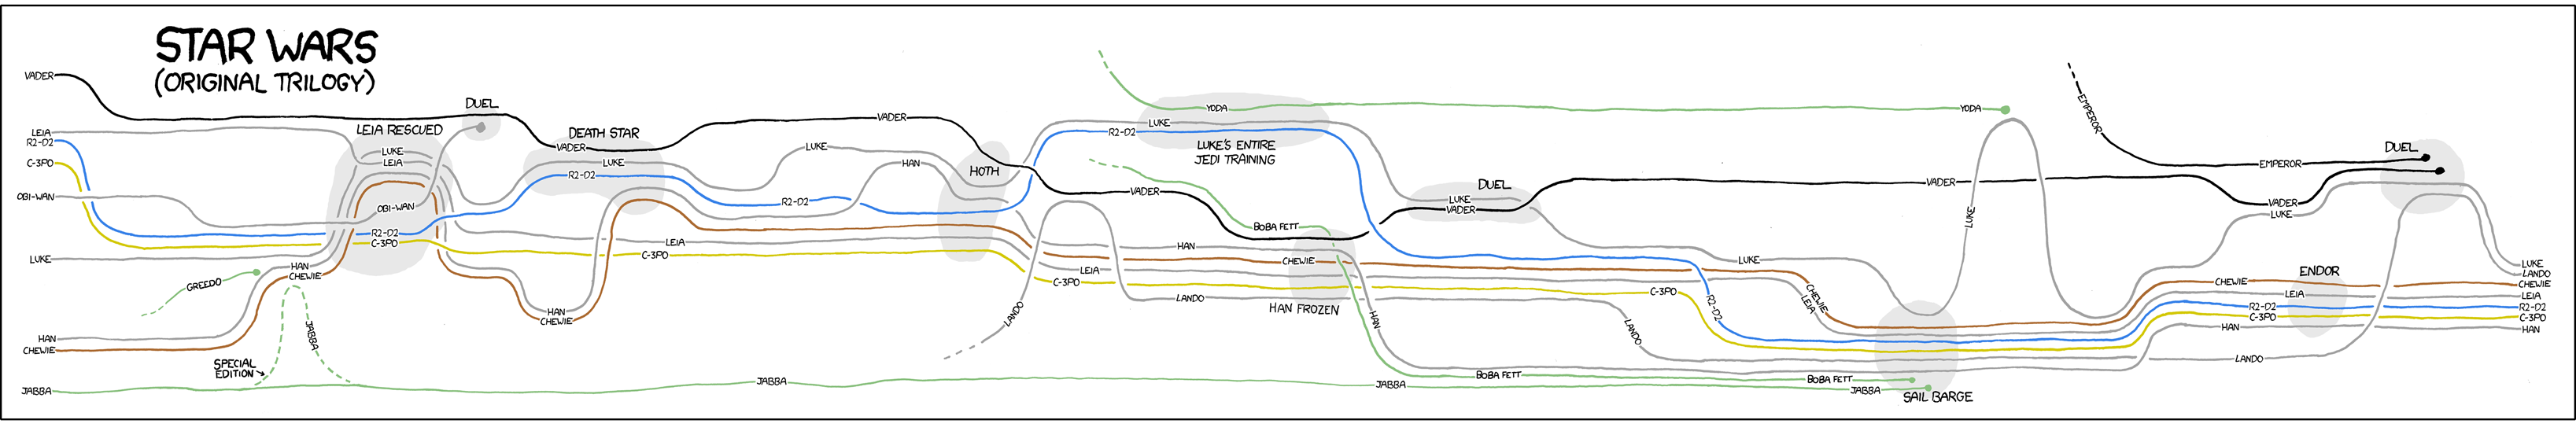 STAR WARS
(ORIGINAL TRILOGY)
VADER
LEIA
R2-D2
C-3PO
OBI-WAN
LUKE
HAN
CHEWIE
JABBA
GREEDO
SPECIAL
EDITION
JABBA
HAN
CHEWIE
LEIA RESCUED
LUKE
LEIA
OBI-WAN
R2-D2
C-3PO
DUEL
DEATH STAR
VADER
LUKE
R2-D2
HAN
CHEWIE
LEIA
C-3PO
JABBA
LUKE
R2-D2
VADER
HAN
HOTH
LANDO
R2-D2
LUKE
YODA
LUKE'S ENTIRE
JEDI TRAINING
VADER
BOBA FETT
HAN
LEIA
C-3PO
LANDO
CHEWIE
HAN FROZEN
HAN
JABBA
DUEL
LUKE
VADER
BOBA FETT
LANDO
C-3PO
R2-D2
LUKE
CHEWIE
LEIA
BOBA FETT
JABBA
SAIL BARGE
VADER
YODA
LUKE
EMPEROR
EMPEROR
VADER
LUKE
CHEWIE
LEIA
R2-D2
C-3PO
HAN
LANDO
ENDOR
DUEL
LUKE
LANDO
CHEWIE
LEIA
R2-D2
C-3PO
HAN